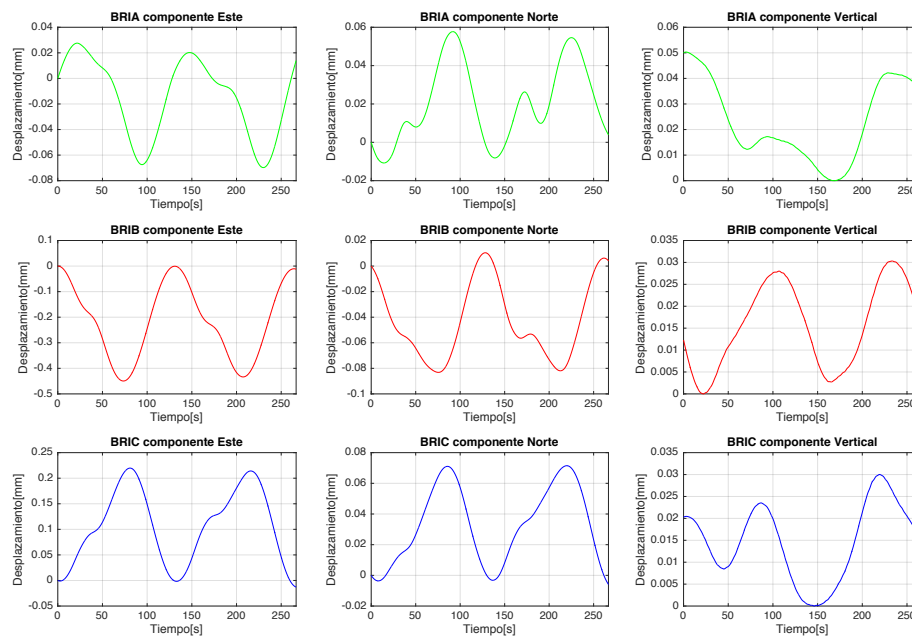 BRIA componente Este
0.04
0.02
0
-0.02
-0.04
-0.06
-0.08
Desplazamiento[mm]
0 50 100 150 200 250
Tiempo[s]
BRIA componente Norte
0.06
0.04
0.02
0
-0.02
Desplazamiento[mm]
0 50 100 150 200 250
Tiempo[s]
BRIA componente Vertical
0.06
0.05
0.04
0.03
0.02
0.01
0
Desplazamiento[mm]
0 50 100 150 200 250
Tiempo[s]
BRIB componente Este
0.1
0
-0.1
-0.2
-0.3
-0.4
-0.5
Desplazamiento[mm]
0 50 100 150 200 250
Tiempo[s]
BRIB componente Norte
0.02
0
-0.02
-0.04
-0.06
-0.08
-0.1
Desplazamiento[mm]
0 50 100 150 200 250
Tiempo[s]
BRIB componente Vertical
0.035
0.03
0.025
0.02
0.015
0.01
0.005
0
Desplazamiento[mm]
0 50 100 150 200 250
Tiempo[s]
BRIC componente Este
0.25
0.2
0.15
0.1
0.05
0
-0.05
Desplazamiento[mm]
0 50 100 150 200 250
Tiempo[s]
BRIC componente Norte
0.08
0.06
0.04
0.02
0
-0.02
Desplazamiento[mm]
0 50 100 150 200 250
Tiempo[s]
BRIC componente Vertical
0.035
0.03
0.025
0.02
0.015
0.01
0.005
0
Desplazamiento[mm]
0 50 100 150 200 250
Tiempo[s]